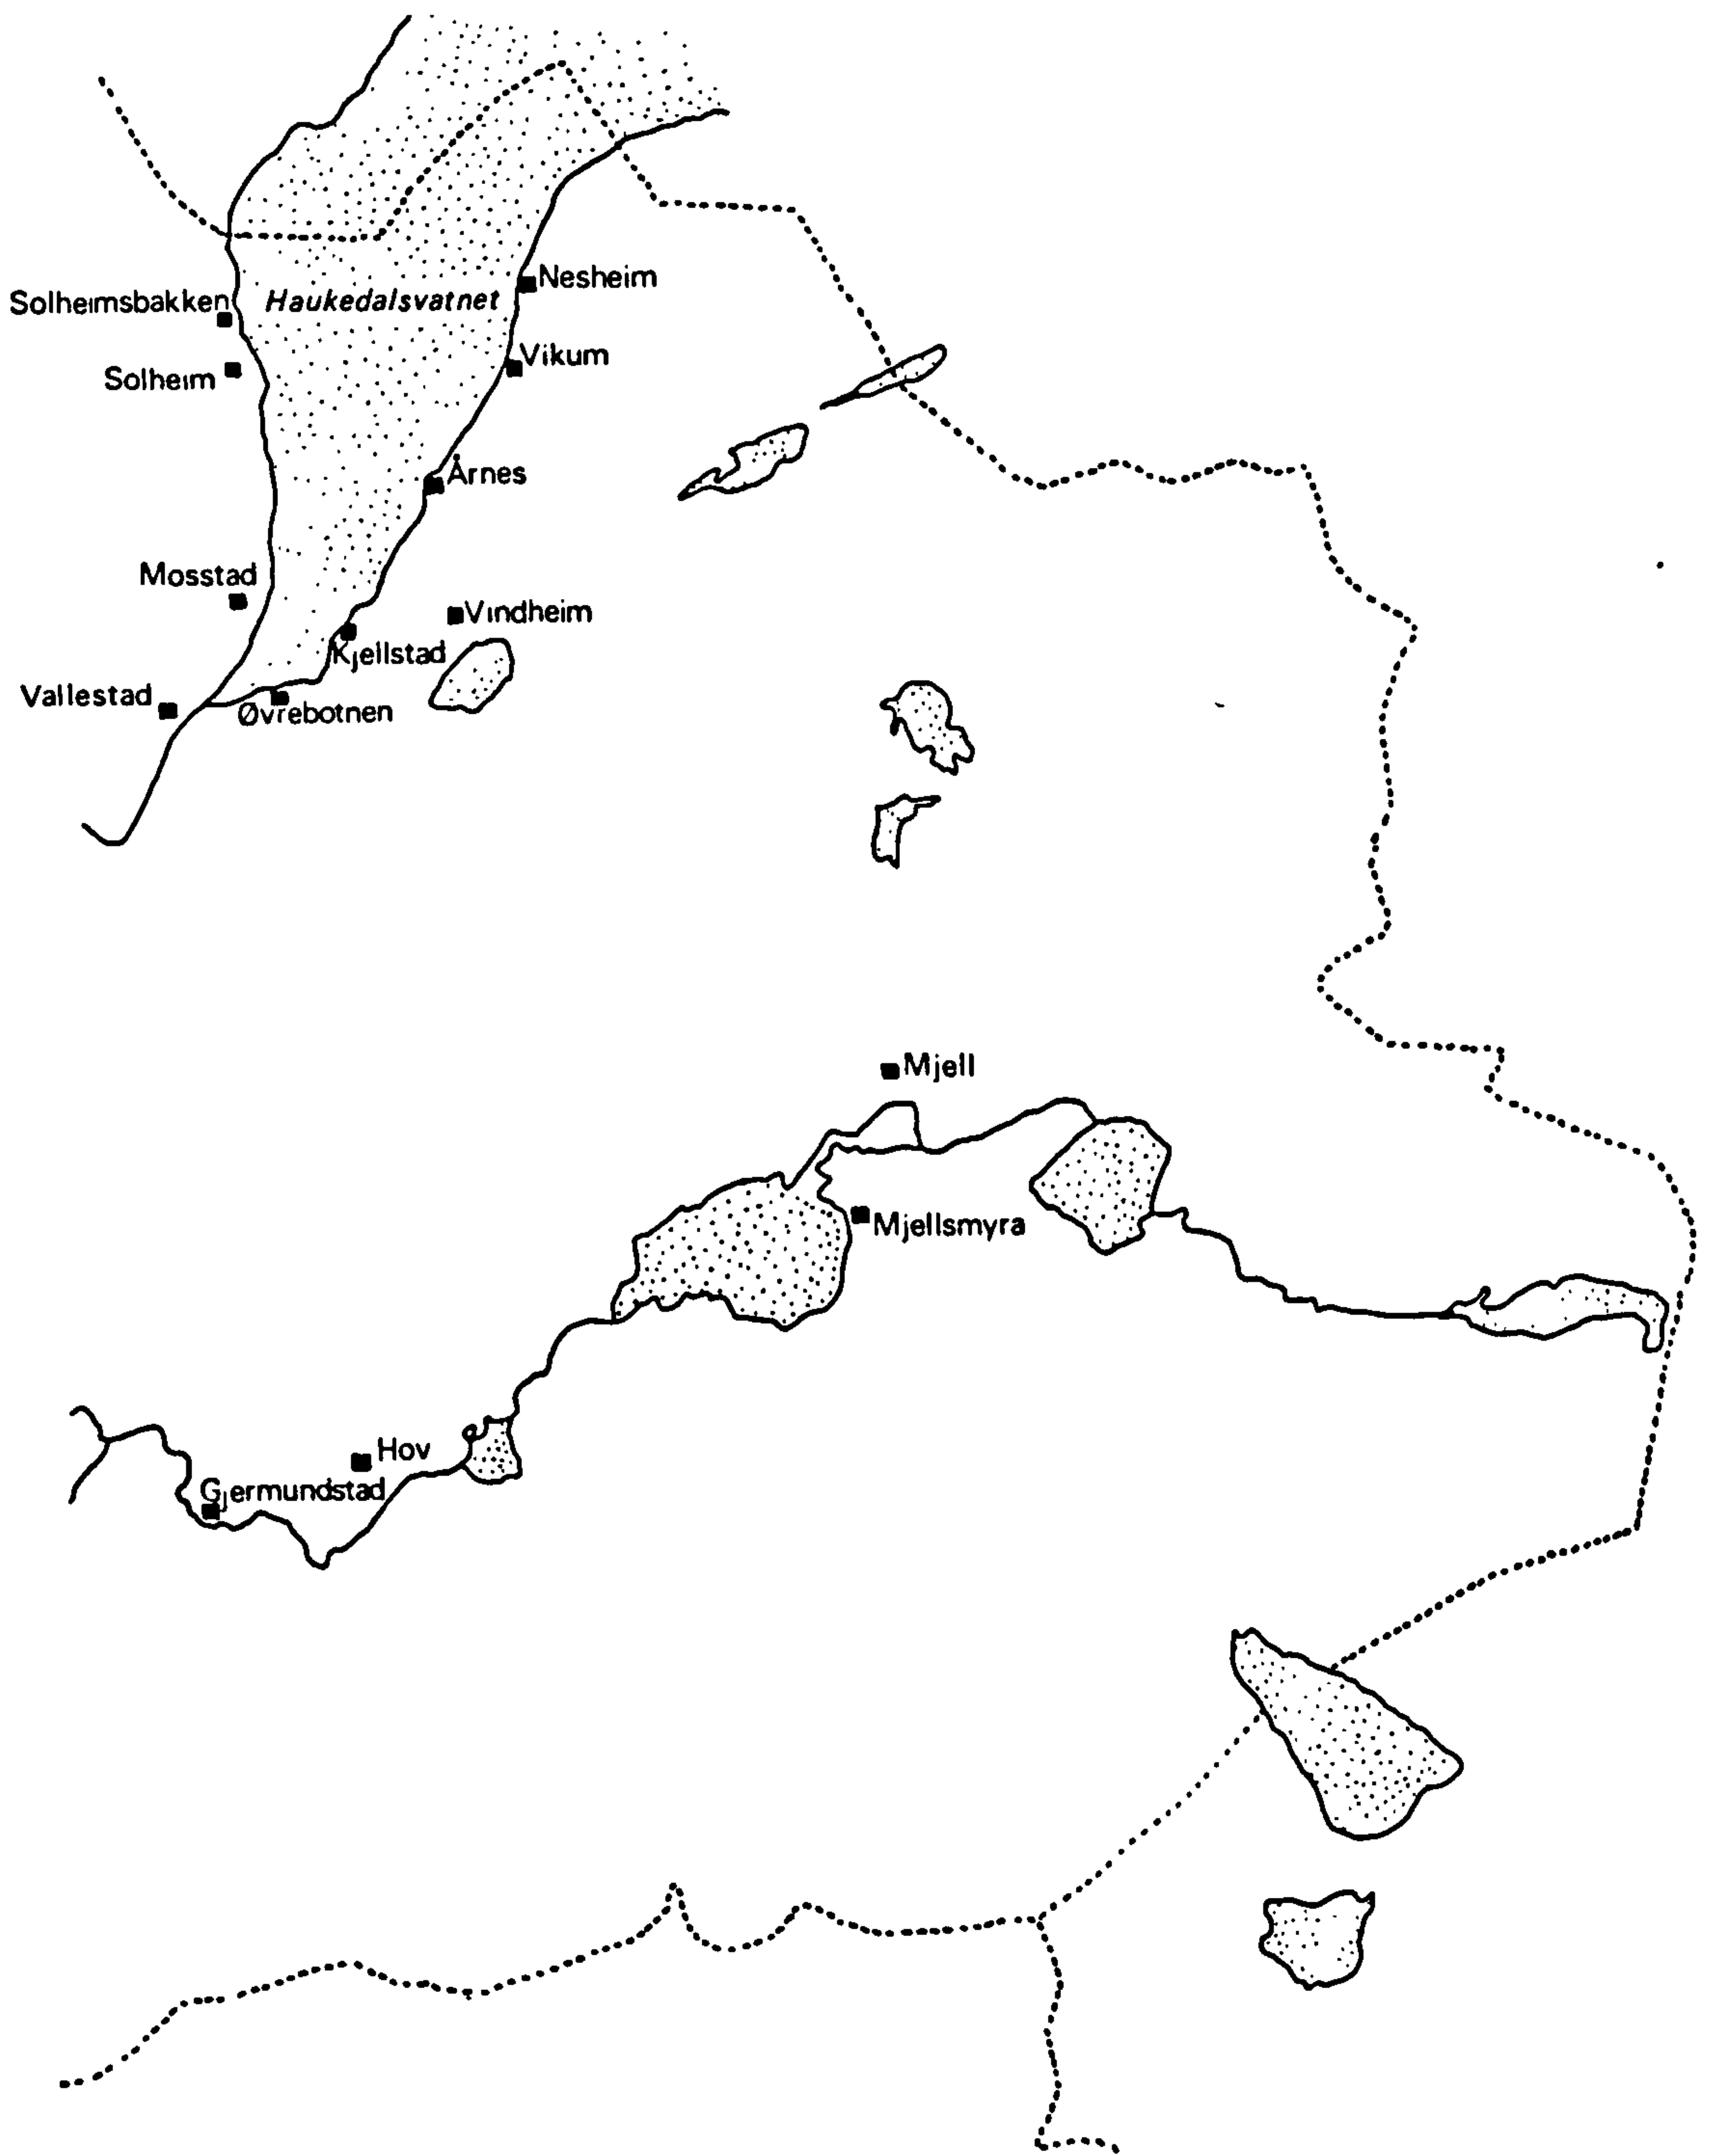 Nesheim
Solheimsbakken
Haukedalsvatnet
Vikum
Solheim
Årnes
Mosstad
Vindheim
Kjellstad
Vallestad
Øvrebotnen
Mjell
Mjellsmyra
Hov
Gjermundstad